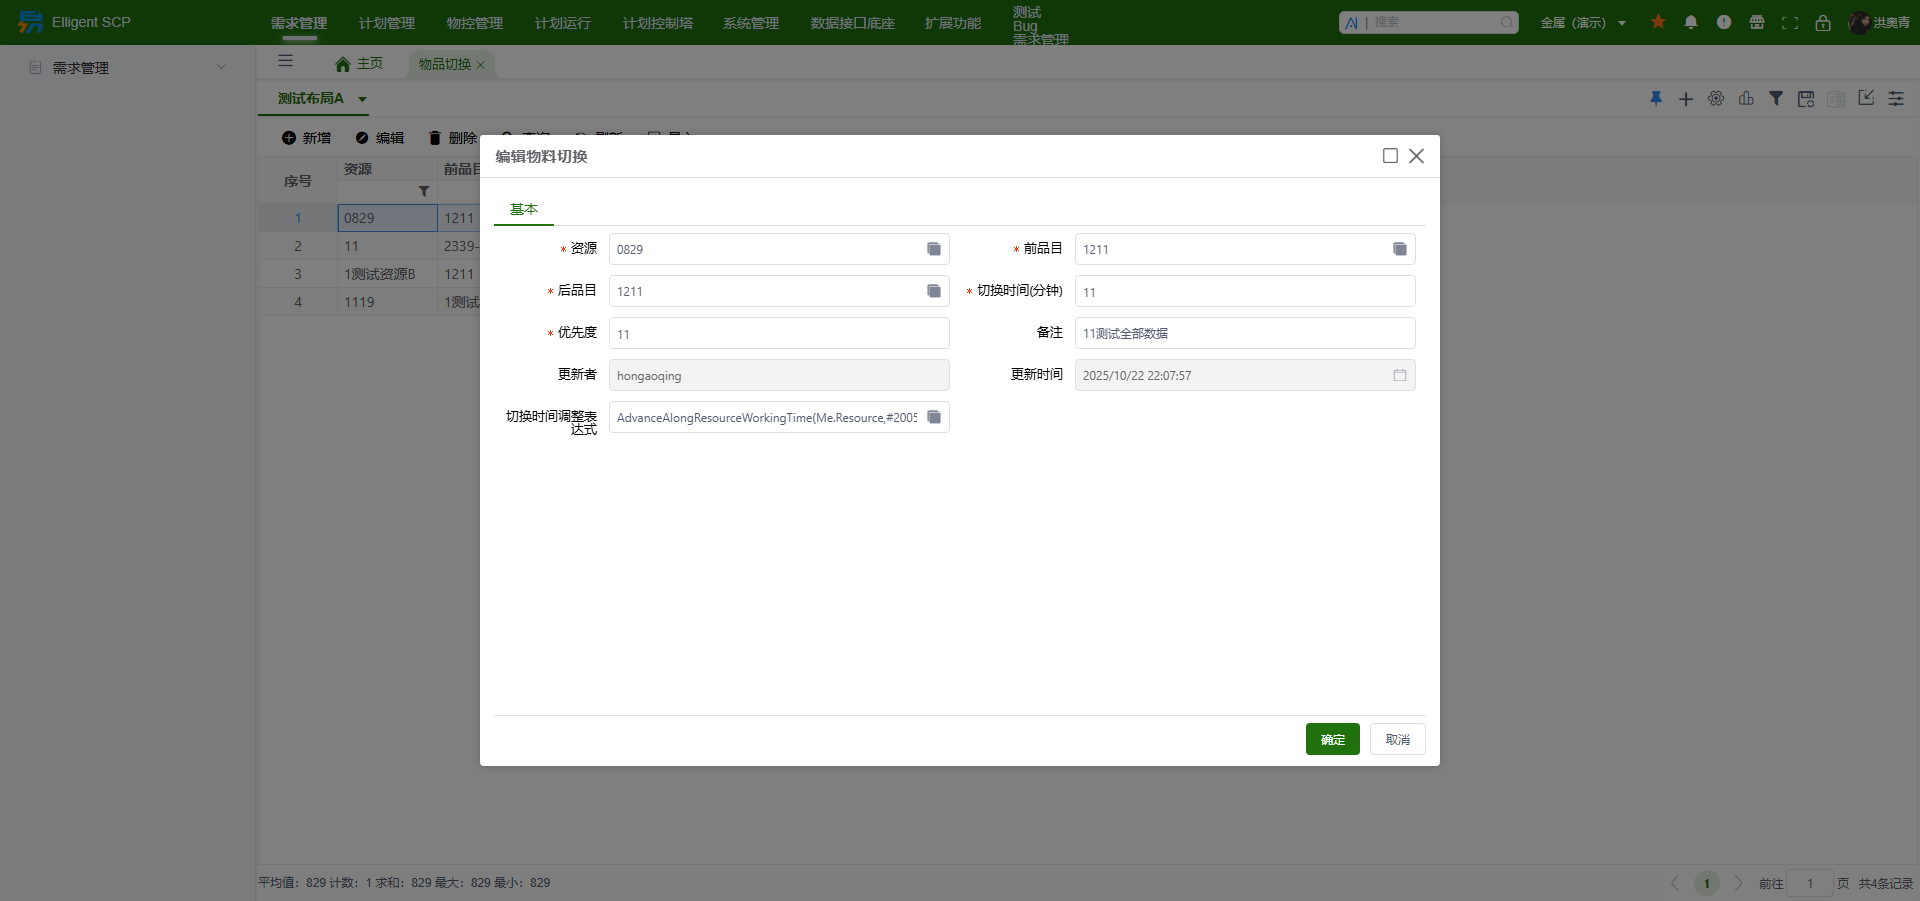 Elligent SCP
需求管理
计划管理
物控管理
计划运行
计划控制塔
系统管理
数据接口底座
扩展功能
测试
Bug
需求管理
AI | 搜索
金属（演示）
洪奥青
需求管理
主页
物品切换
测试布局A
新增
编辑
删除
序号
资源
前品目
1
0829
1211
2
11
2339-
3
1测试资源B
1211
4
1119
1测试
编辑物料切换
基本
* 资源
0829
* 前品目
1211
* 后品目
1211
* 切换时间(分钟)
11
* 优先度
11
备注
11测试全部数据
更新者
hongaoqing
更新时间
2025/10/22 22:07:57
切换时间调整表
达式
AdvanceAlongResourceWorkingTime(Me.Resource,#2005
确定
取消
平均值：829 计数：1 求和：829 最大：829 最小：829
1
前往
1
页
共4条记录